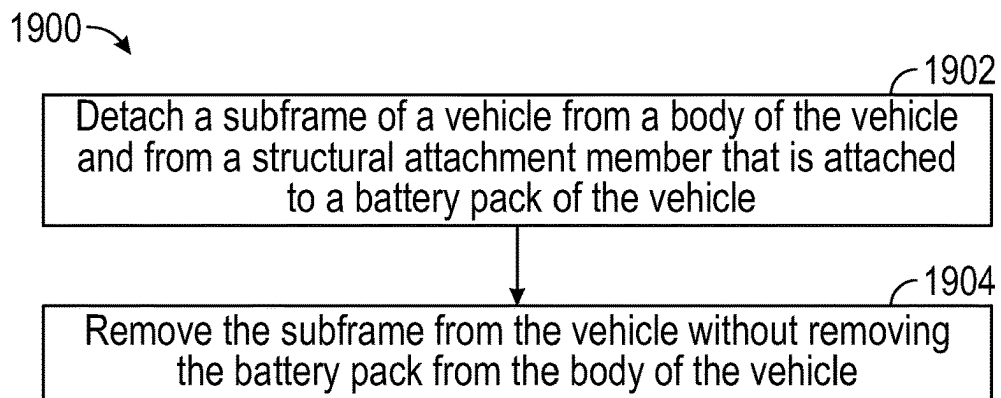 1900
1902
Detach a subframe of a vehicle from a body of the vehicle
and from a structural attachment member that is attached
to a battery pack of the vehicle
1904
Remove the subframe from the vehicle without removing
the battery pack from the body of the vehicle